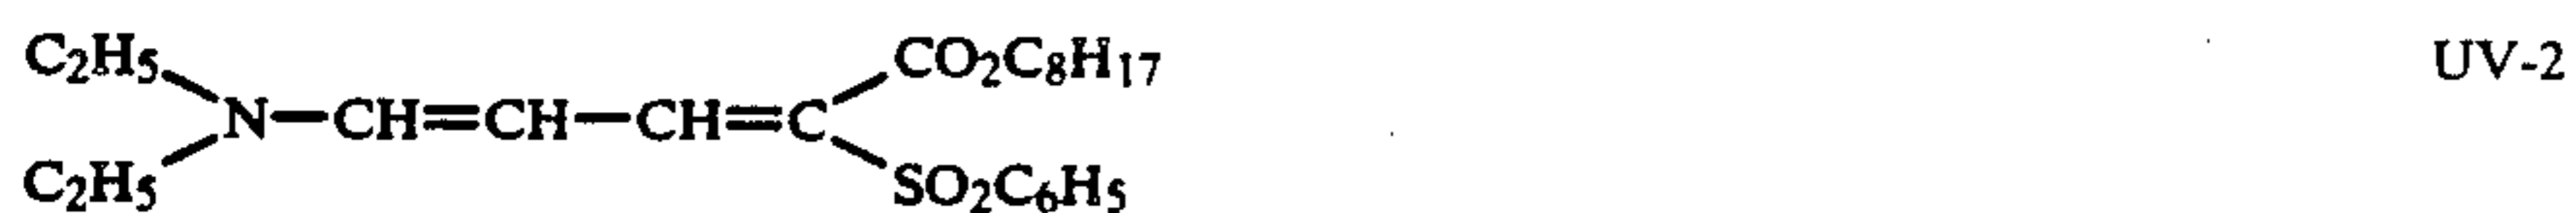 C₂H₅ CO₂C₈H₁₇ UV-2
N—CH=CH—CH=C
C₂H₅ SO₂C₆H₅